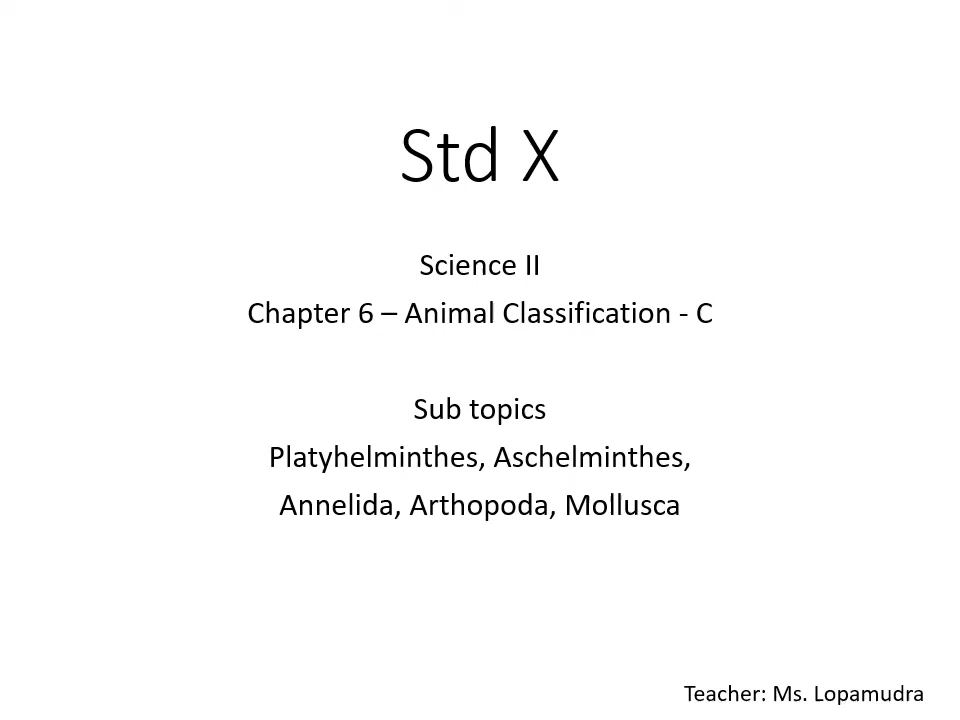 Std X
Science II
Chapter 6 – Animal Classification - C
Sub topics
Platyhelminthes, Aschelminthes,
Annelida, Arthopoda, Mollusca
Teacher: Ms. Lopamudra